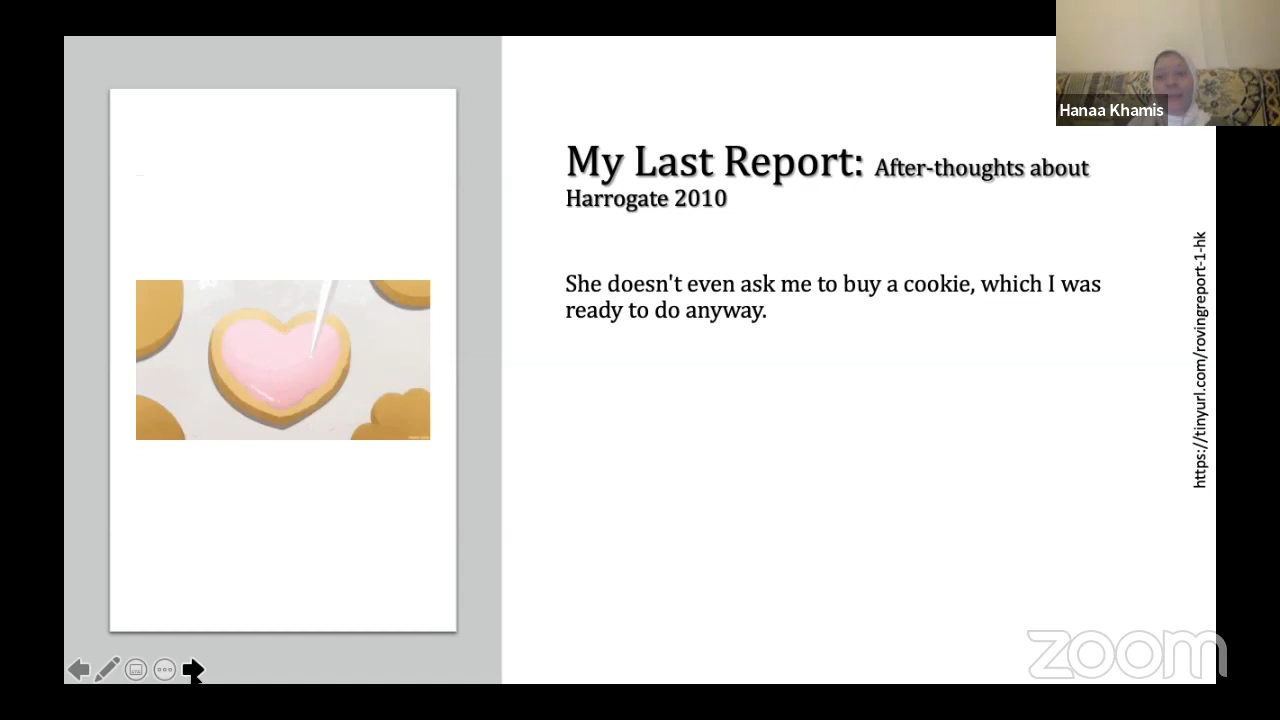 Hanaa Khamis
My Last Report: After-thoughts about
Harrogate 2010
She doesn't even ask me to buy a cookie, which I was
ready to do anyway.
https://tinyurl.com/rovingreport-1-hk
zoom